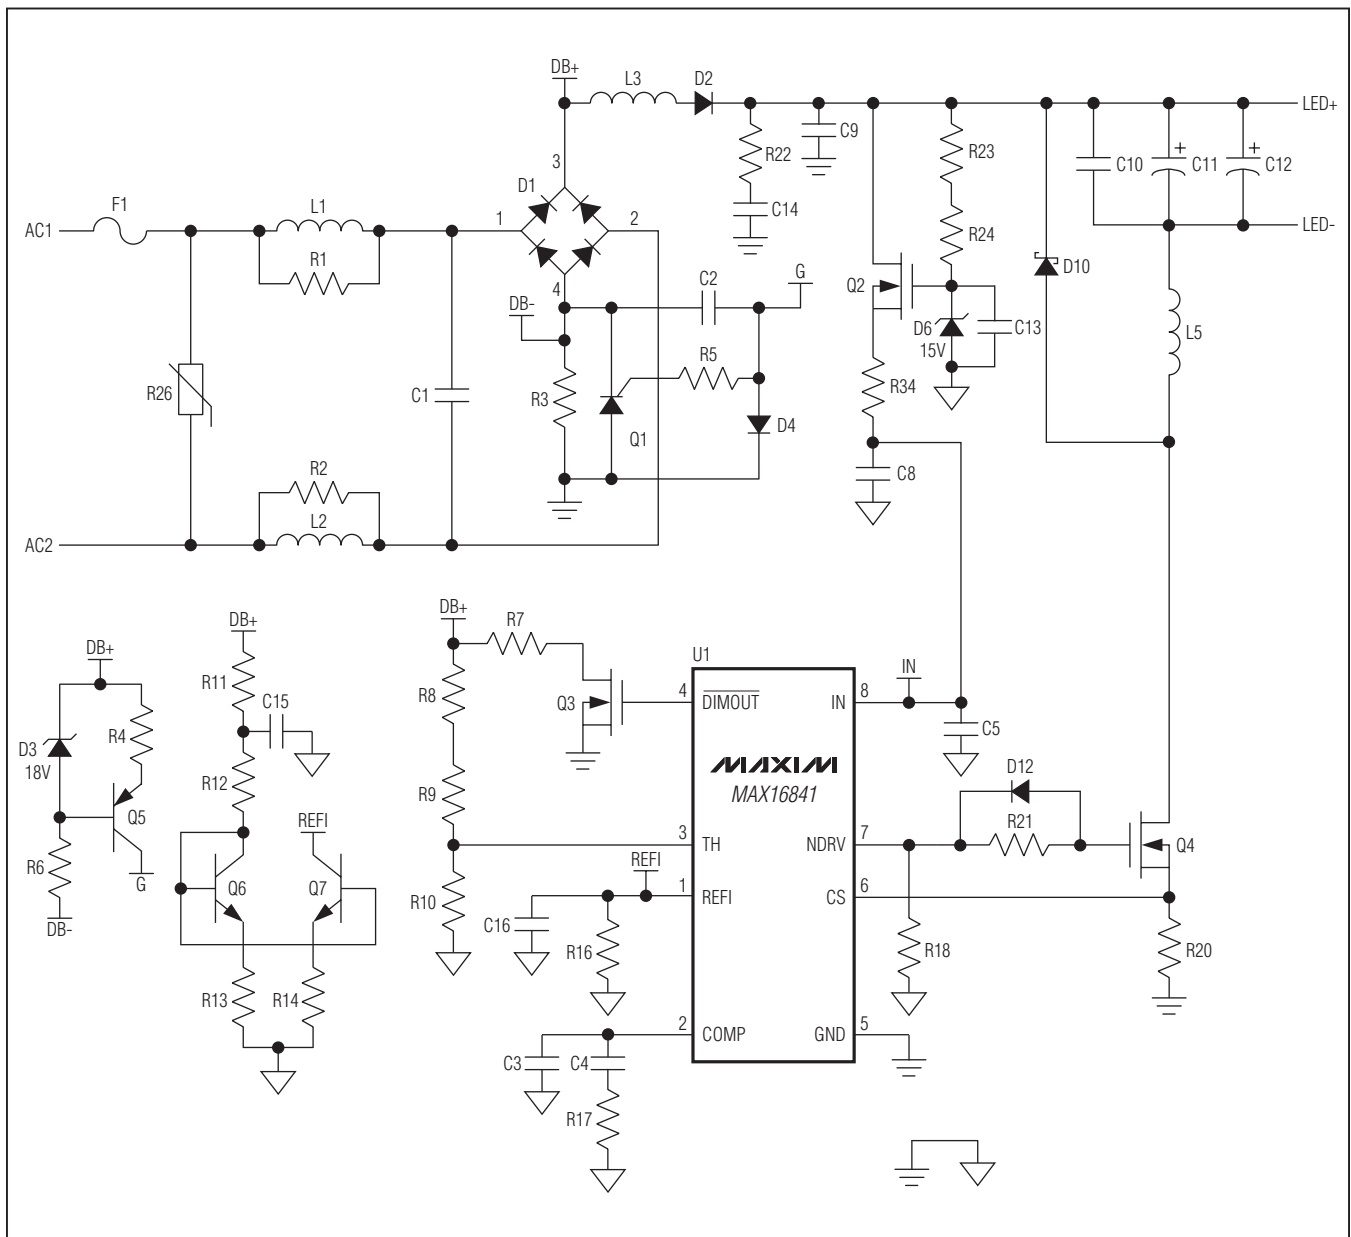 DB+
L3
D2
LED+
C9
R22
R23
C10
+
C11
+
C12
3
D1
F1
L1
1
2
C14
AC1
R24
LED-
R1
4
C2
G
Q2
D10
DB-
D6
15V
C13
L5
R5
R26
C1
R3
R34
Q1
D4
R2
C8
L2
AC2
DB+
DB+
R7
DB+
U1
IN
R11
C15
R8
Q3
4
DIMOUT
IN
8
D3
18V
R4
C5
MAXIM
MAX16841
D12
R12
R9
Q5
REFI
R21
3
TH
NDRV
7
Q4
R6
REFI
G
Q6
Q7
R10
1
REFI
CS
6
DB-
C16
R16
R18
R20
R13
R14
2
COMP
GND
5
C3
C4
R17